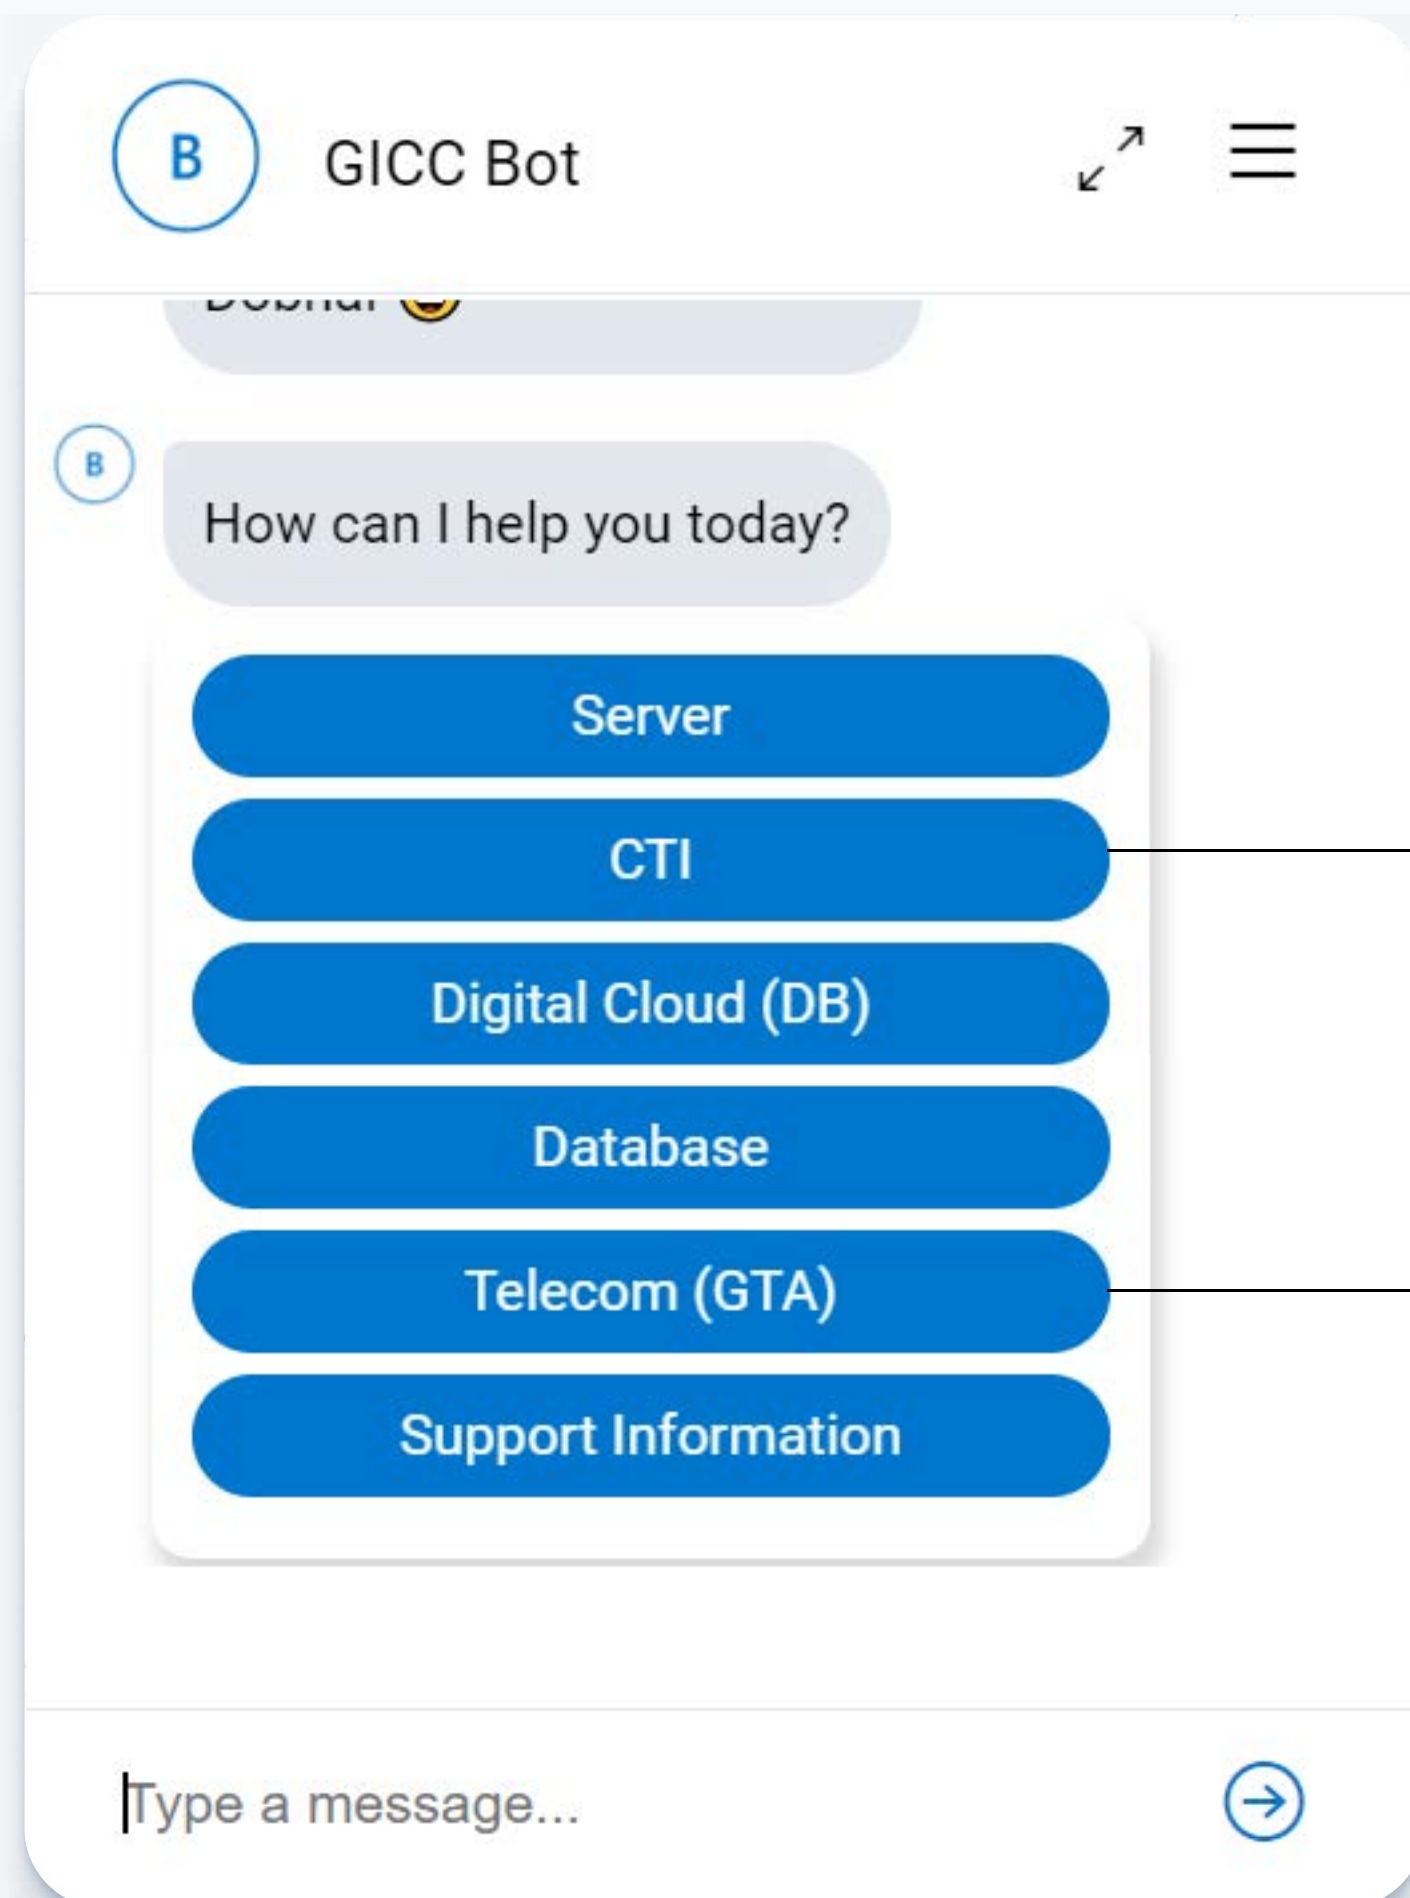 B
GICC Bot
B
How can I help you today?
Server
CTI
Digital Cloud (DB)
Database
Telecom (GTA)
Support Information
Type a message...